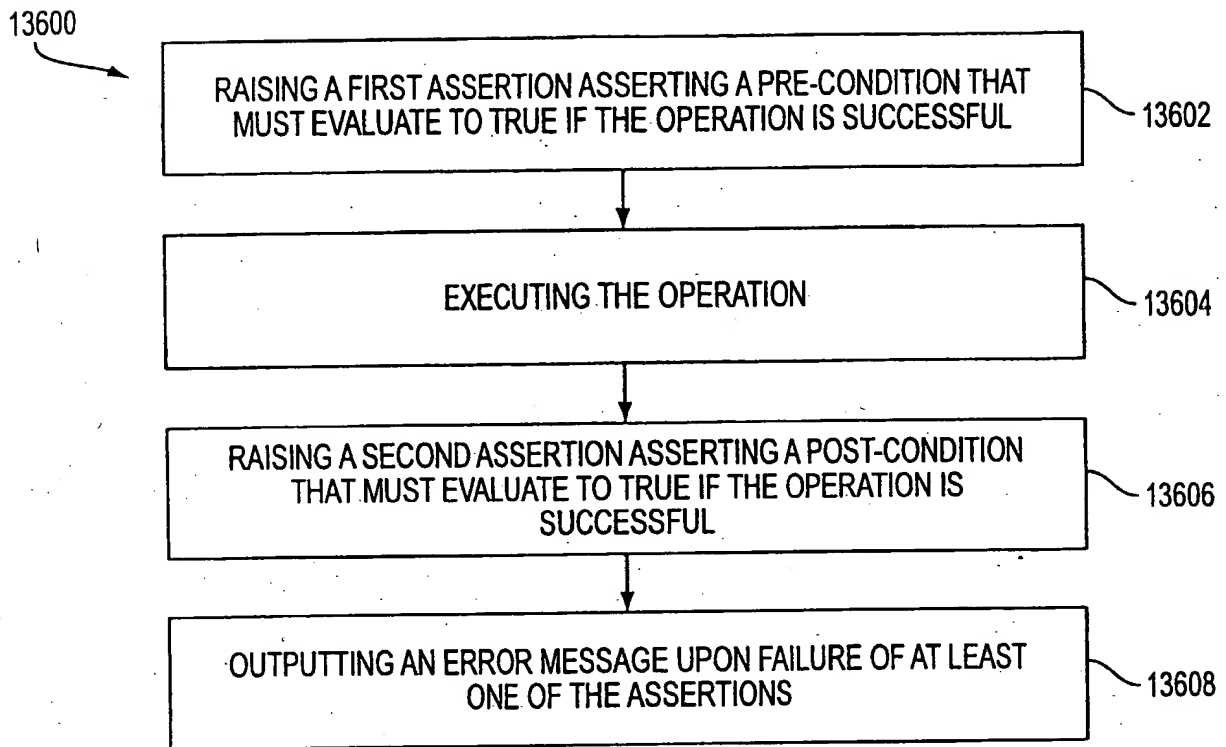 13600
RAISING A FIRST ASSERTION ASSERTING A PRE-CONDITION THAT
MUST EVALUATE TO TRUE IF THE OPERATION IS SUCCESSFUL
13602
EXECUTING THE OPERATION
13604
RAISING A SECOND ASSERTION ASSERTING A POST-CONDITION
THAT MUST EVALUATE TO TRUE IF THE OPERATION IS
SUCCESSFUL
13606
OUTPUTTING AN ERROR MESSAGE UPON FAILURE OF AT LEAST
ONE OF THE ASSERTIONS
13608